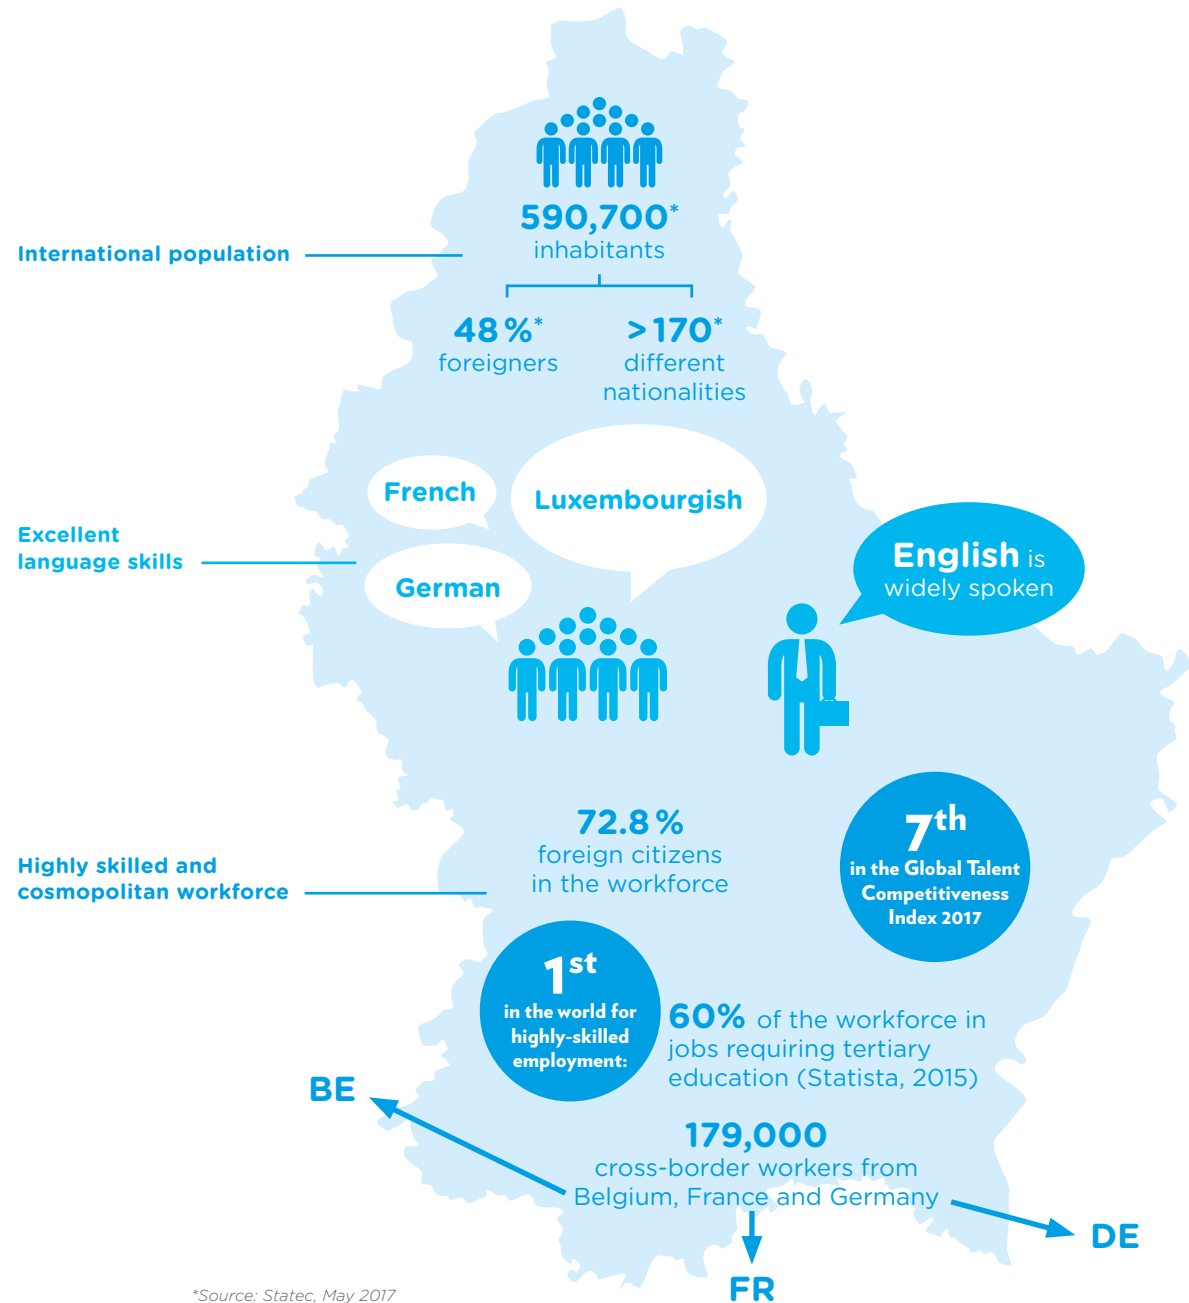 590,700*
inhabitants
International population
48 %*
foreigners
> 170*
different
nationalities
French
Luxembourgish
German
Excellent
language skills
English is
widely spoken
72.8 %
foreign citizens
in the workforce
7th
in the Global Talent
Competitiveness
Index 2017
Highly skilled and
cosmopolitan workforce
1st
in the world for
highly-skilled
employment:
60% of the workforce in
jobs requiring tertiary
education (Statista, 2015)
BE
179,000
cross-border workers from
Belgium, France and Germany
DE
FR
*Source: Statec, May 2017